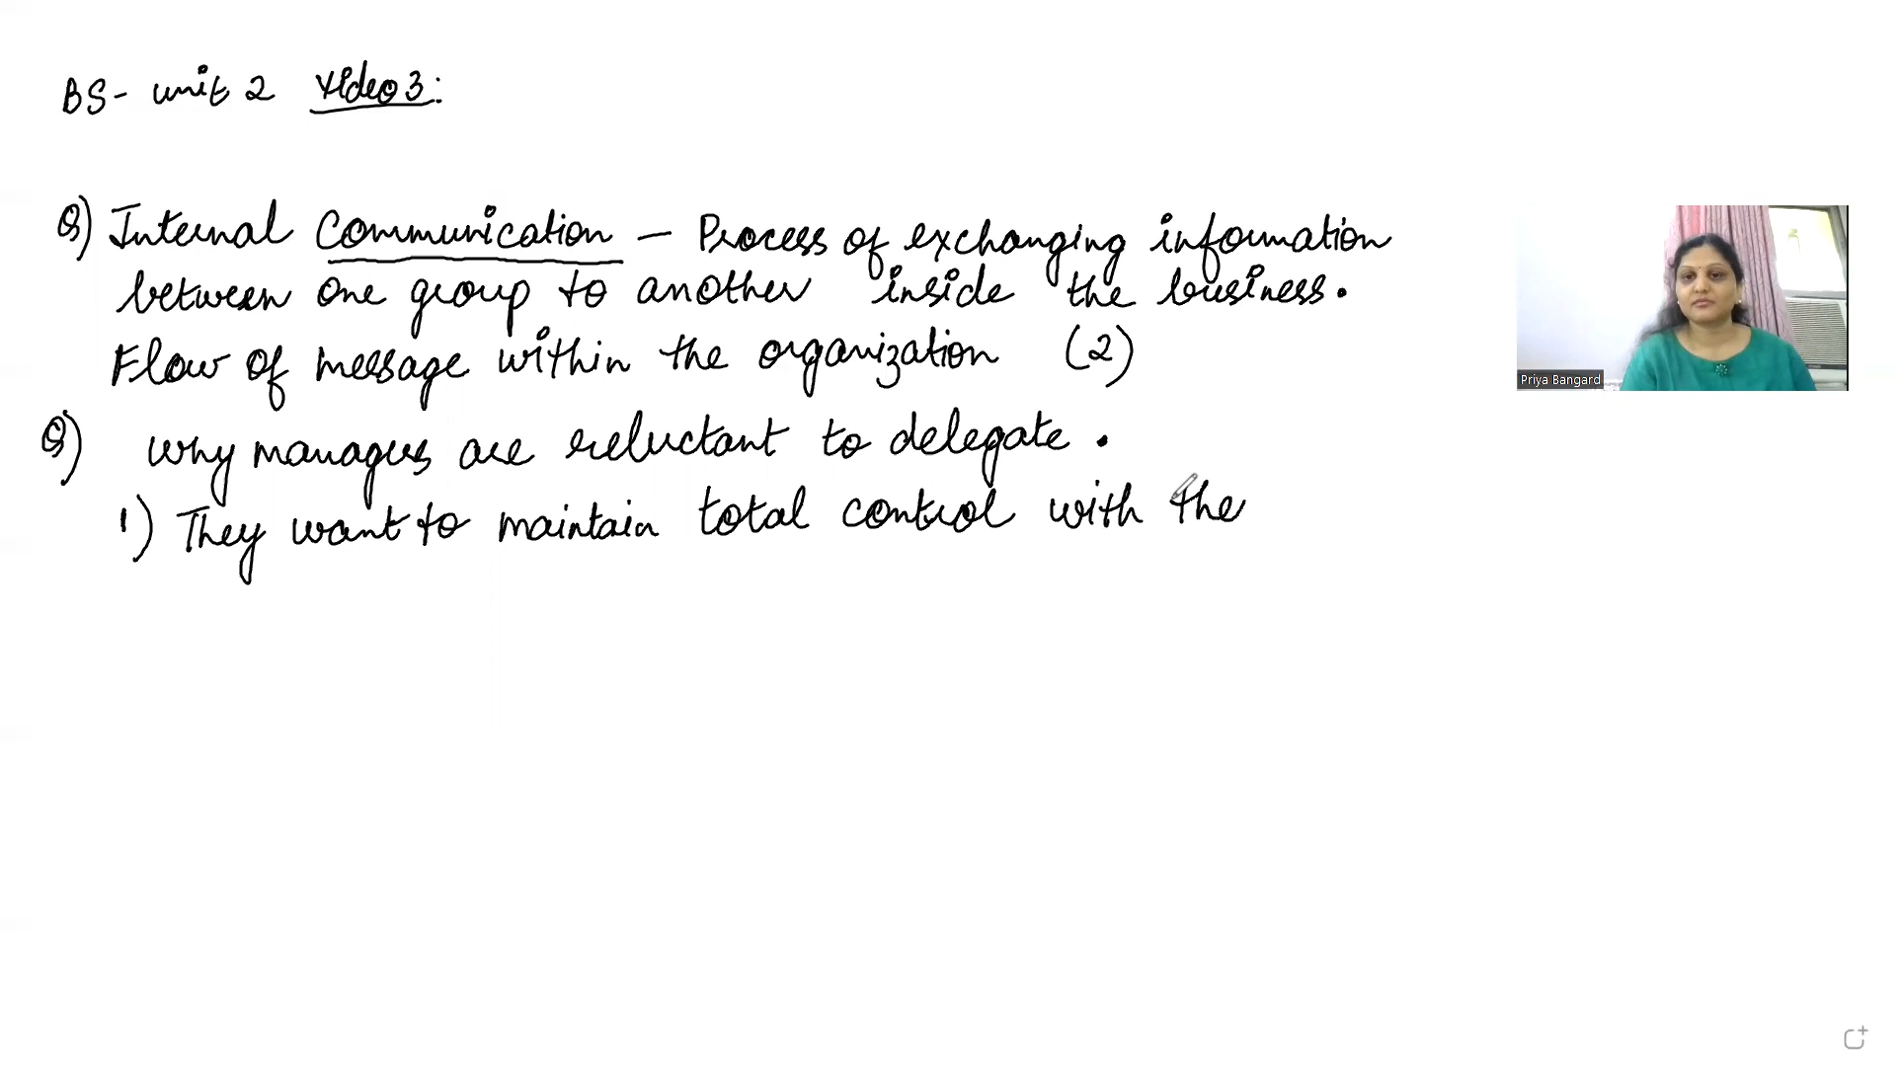 BS- unit 2 Video 3:
Q) Internal Communication - Process of exchanging information
between one group to another inside the business.
Flow of message within the organization (2)
Q) why managers are reluctant to delegate.
1) They want to maintain total control with the
Priya Bangard